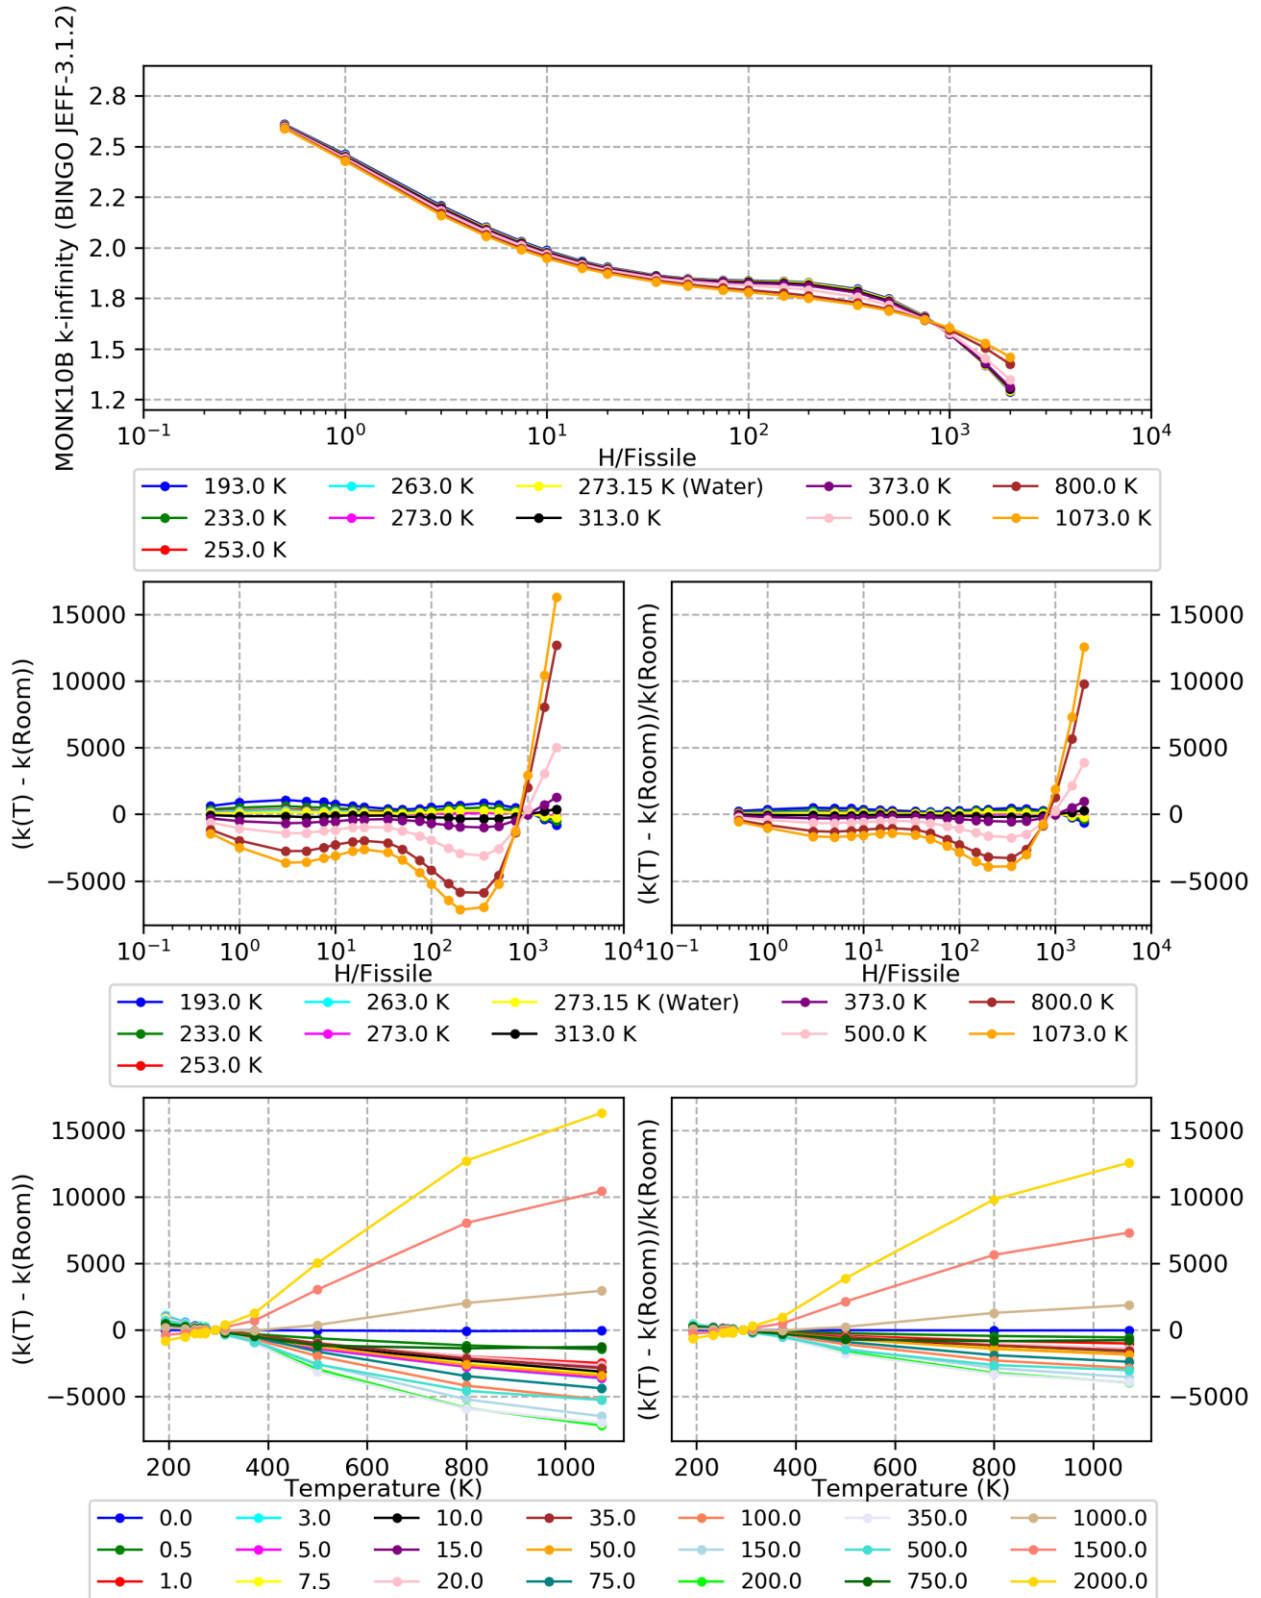 MONK10B k-infinity (BINGO JEFF-3.1.2)
2.8
2.5
2.2
2.0
1.8
1.5
1.2
10⁻¹ 10⁰ 10¹ 10² 10³ 10⁴
H/Fissile
193.0 K 263.0 K 273.15 K (Water) 373.0 K 800.0 K
233.0 K 273.0 K 313.0 K 500.0 K 1073.0 K
253.0 K
(k(T) - k(Room))
15000
10000
5000
0
−5000
10⁻¹ 10⁰ 10¹ 10² 10³ 10⁴
H/Fissile
(k(T) - k(Room))/k(Room)
15000
10000
5000
0
−5000
10⁻¹ 10⁰ 10¹ 10² 10³ 10⁴
H/Fissile
193.0 K 263.0 K 273.15 K (Water) 373.0 K 800.0 K
233.0 K 273.0 K 313.0 K 500.0 K 1073.0 K
253.0 K
(k(T) - k(Room))
15000
10000
5000
0
−5000
200 400 600 800 1000
Temperature (K)
(k(T) - k(Room))/k(Room)
15000
10000
5000
0
−5000
200 400 600 800 1000
Temperature (K)
0.0 3.0 10.0 35.0 100.0 350.0 1000.0
0.5 5.0 15.0 50.0 150.0 500.0 1500.0
1.0 7.5 20.0 75.0 200.0 750.0 2000.0